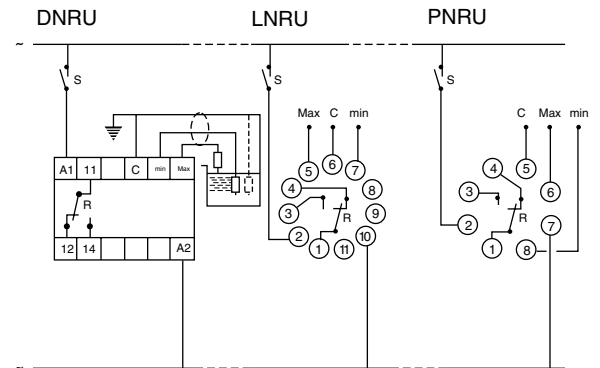 DNRU LNRU PNRU
~
S S S
Max C min
C Max min
A1 11 C min Max
R
12 14 A2
5 6 7
4 8
3 9
R
2 10
1 11
4 5
3 6
R
2 7
1 8
~